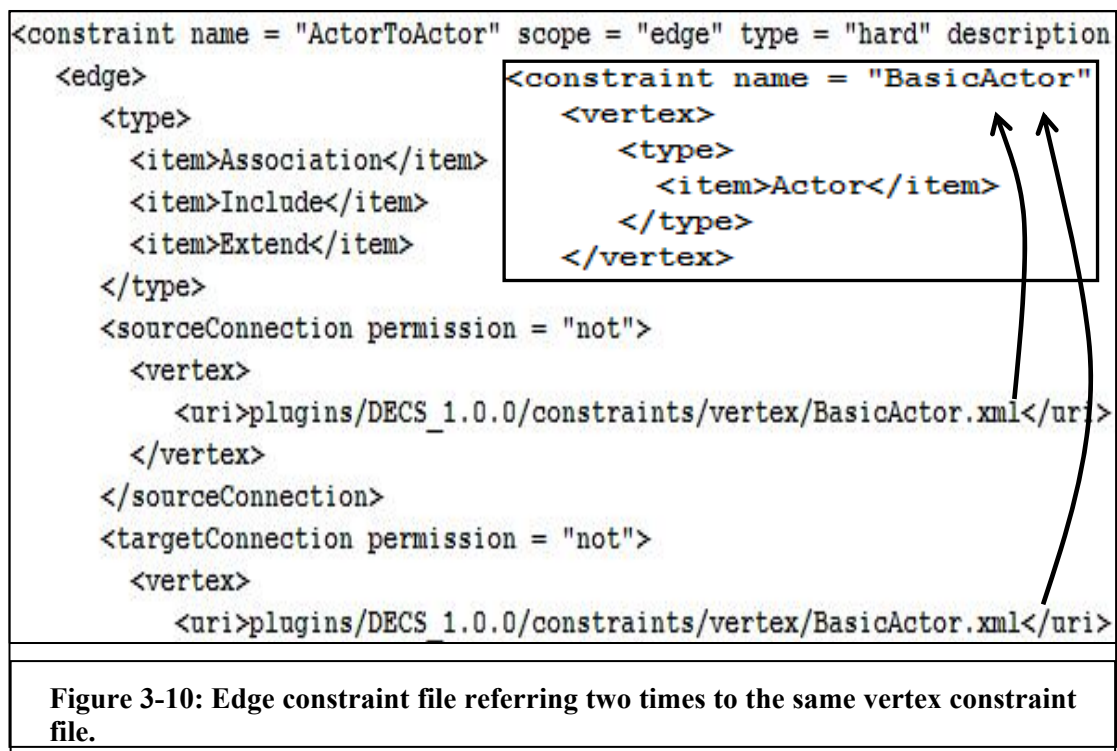 <constraint name = "ActorToActor" scope = "edge" type = "hard" description
<edge>
<type>
<item>Association</item>
<item>Include</item>
<item>Extend</item>
</type>
<sourceConnection permission = "not">
<vertex>
<uri>plugins/DECS_1.0.0/constraints/vertex/BasicActor.xml</uri>
</vertex>
</sourceConnection>
<targetConnection permission = "not">
<vertex>
<uri>plugins/DECS_1.0.0/constraints/vertex/BasicActor.xml</uri>
<constraint name = "BasicActor"
<vertex>
<type>
<item>Actor</item>
</type>
</vertex>
Figure 3-10: Edge constraint file referring two times to the same vertex constraint
file.